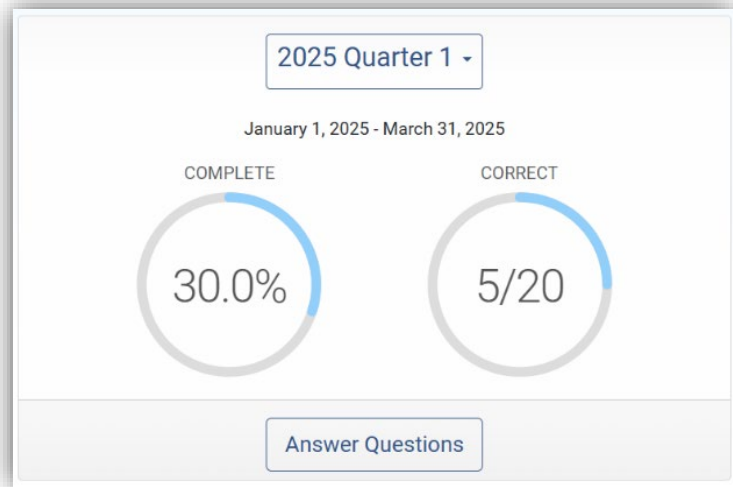 2025 Quarter 1
January 1, 2025 - March 31, 2025
COMPLETE
CORRECT
30.0%
5/20
Answer Questions